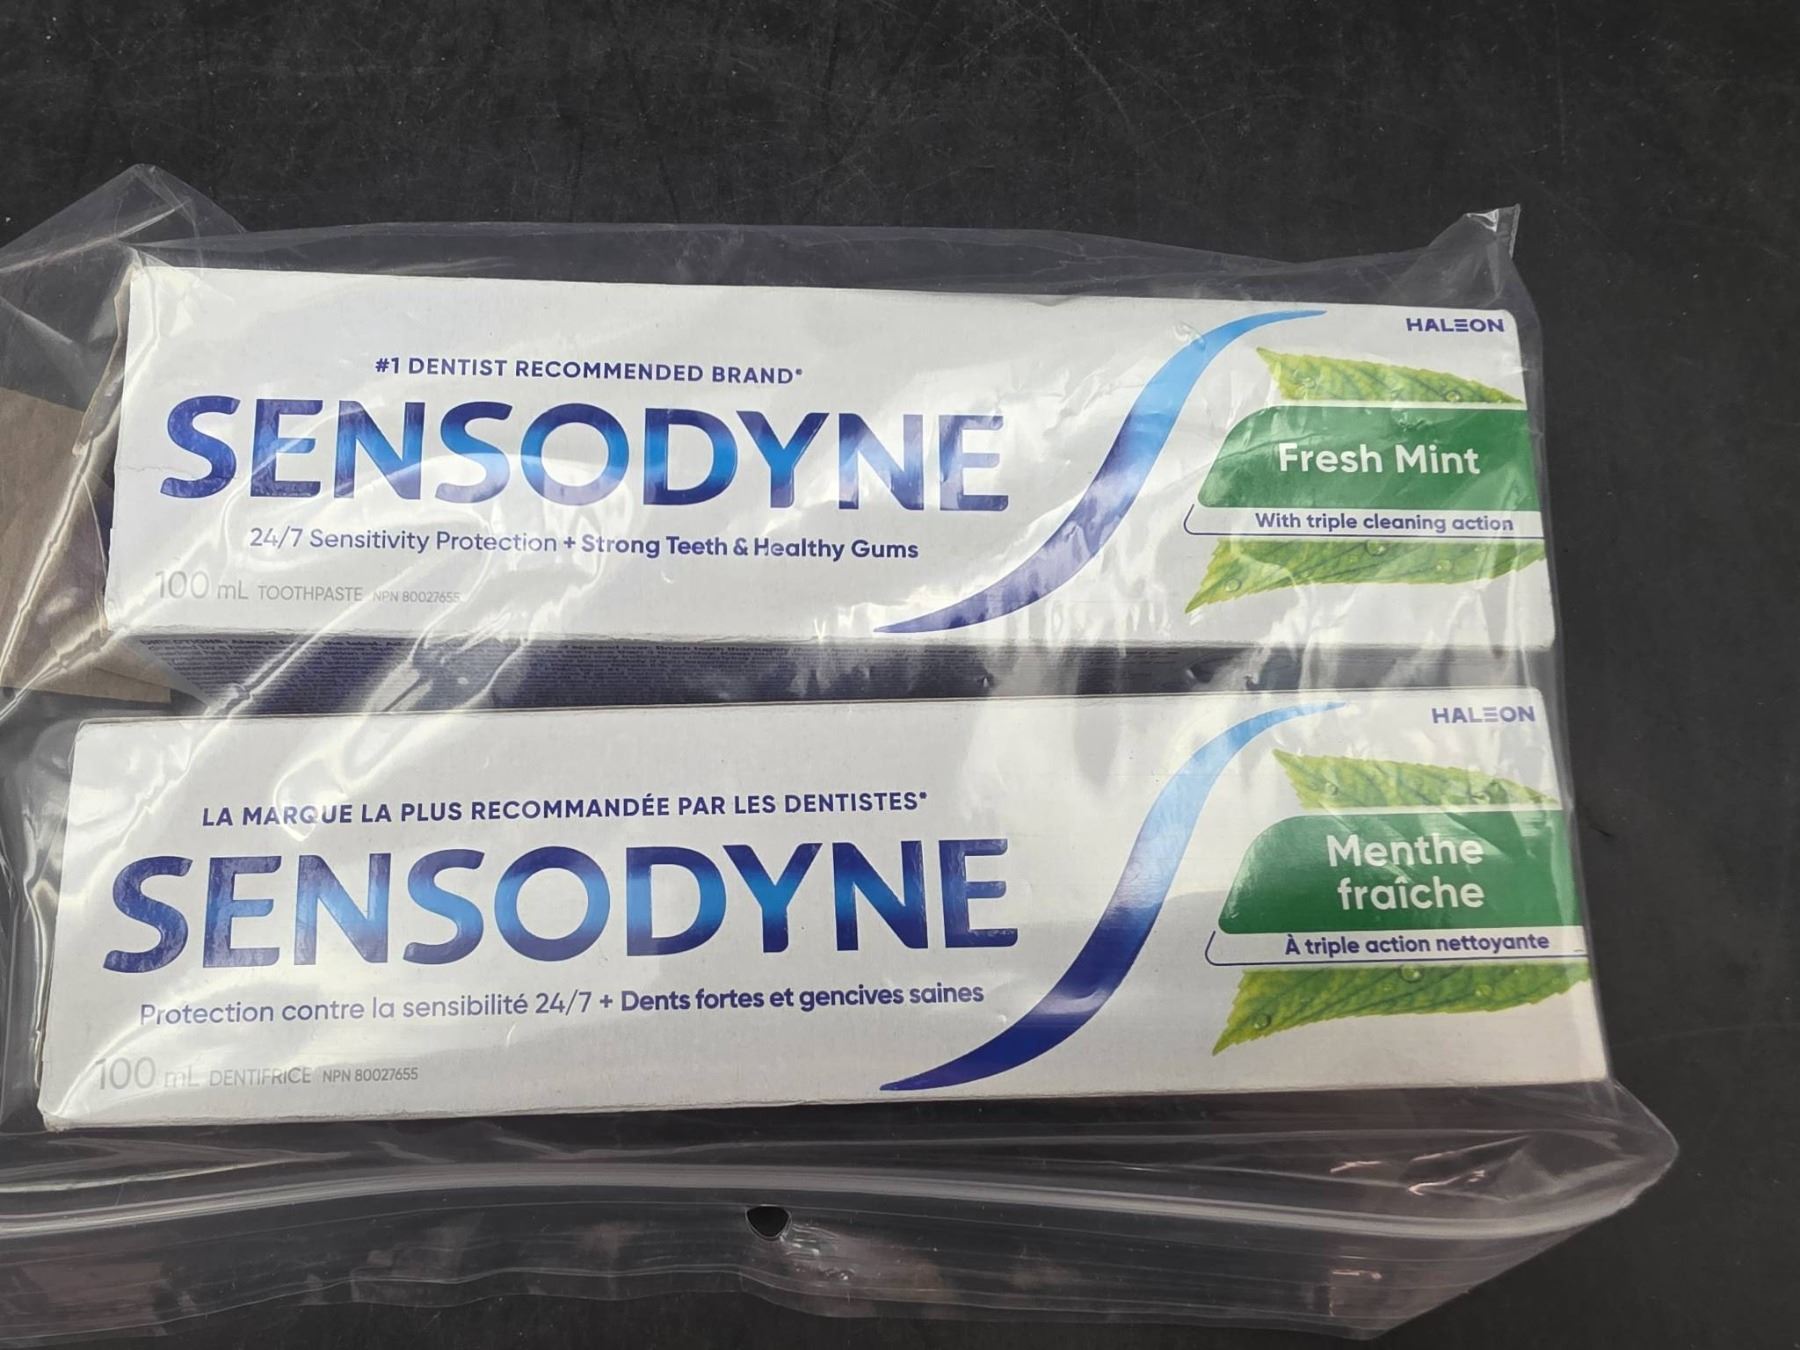 HALEON
#1 DENTIST RECOMMENDED BRAND*
SENSODYNE
24/7 Sensitivity Protection + Strong Teeth & Healthy Gums
100 mL TOOTHPASTE NPN 80027655
Fresh Mint
With triple cleaning action
HALEON
LA MARQUE LA PLUS RECOMMANDÉE PAR LES DENTISTES*
SENSODYNE
Protection contre la sensibilité 24/7 + Dents fortes et gencives saines
100 mL DENTIFRICE NPN 80027655
Menthe
fraîche
À triple action nettoyante